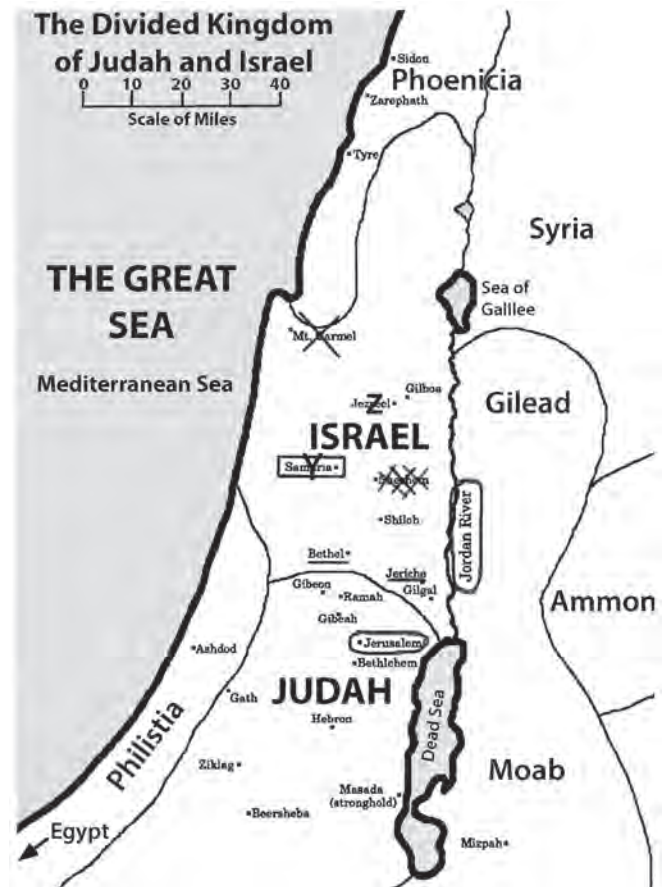 The Divided Kingdom
of Judah and Israel
0 10 20 30 40
Scale of Miles
Sidon
Phoenicia
Zarephath
Tyre
Syria
THE GREAT
SEA
Sea of
Galilee
Mt. Carmel
Mediterranean Sea
Gilboa
Gilead
Jezreel
Z
ISRAEL
Samaria
Y
Shiloh
Jordan River
Bethel
Jericho
Gibeon
Gilgal
Ramah
Ammon
Gibeah
Jerusalem
Ashdod
Bethlehem
JUDAH
Gath
Hebron
Dead Sea
Philistia
Ziklag
Moab
Masada
(stronghold)
Beersheba
Egypt
Mizpah